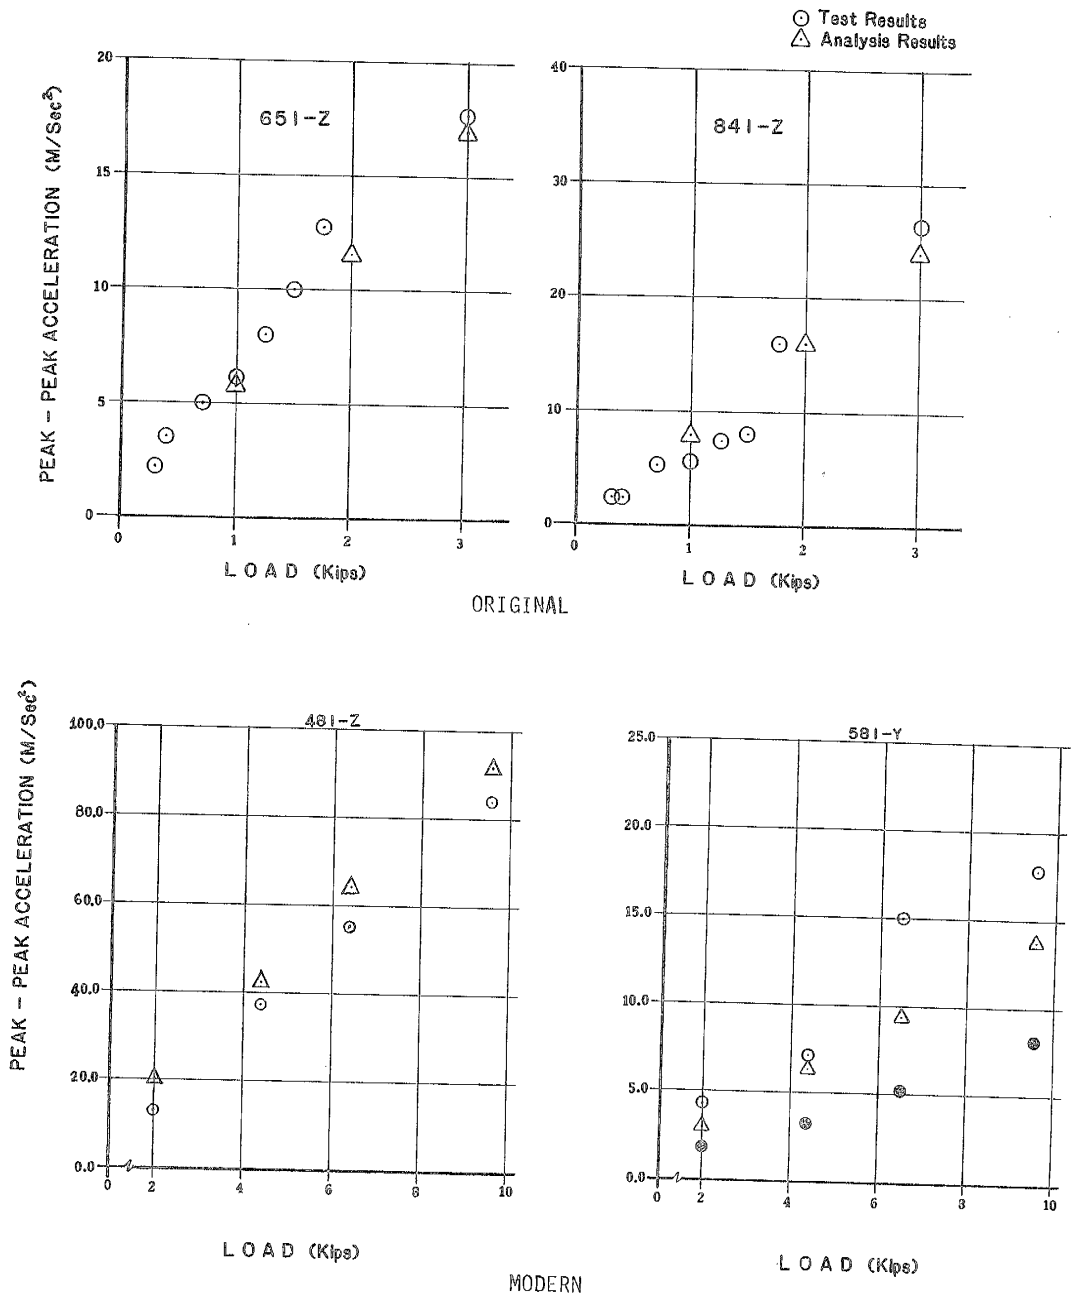 Test Results
Analysis Results
PEAK - PEAK ACCELERATION (M/Sec²)
20
15
10
5
0
651-Z
0 1 2 3
LOAD (Kips)
40
30
20
10
0
841-Z
0 1 2 3
LOAD (Kips)
ORIGINAL
PEAK - PEAK ACCELERATION (M/Sec²)
481-Z
100.0
80.0
60.0
40.0
20.0
0.0
0 2 4 6 8 10
LOAD (Kips)
581-Y
25.0
20.0
15.0
10.0
5.0
0.0
0 2 4 6 8 10
LOAD (Kips)
MODERN